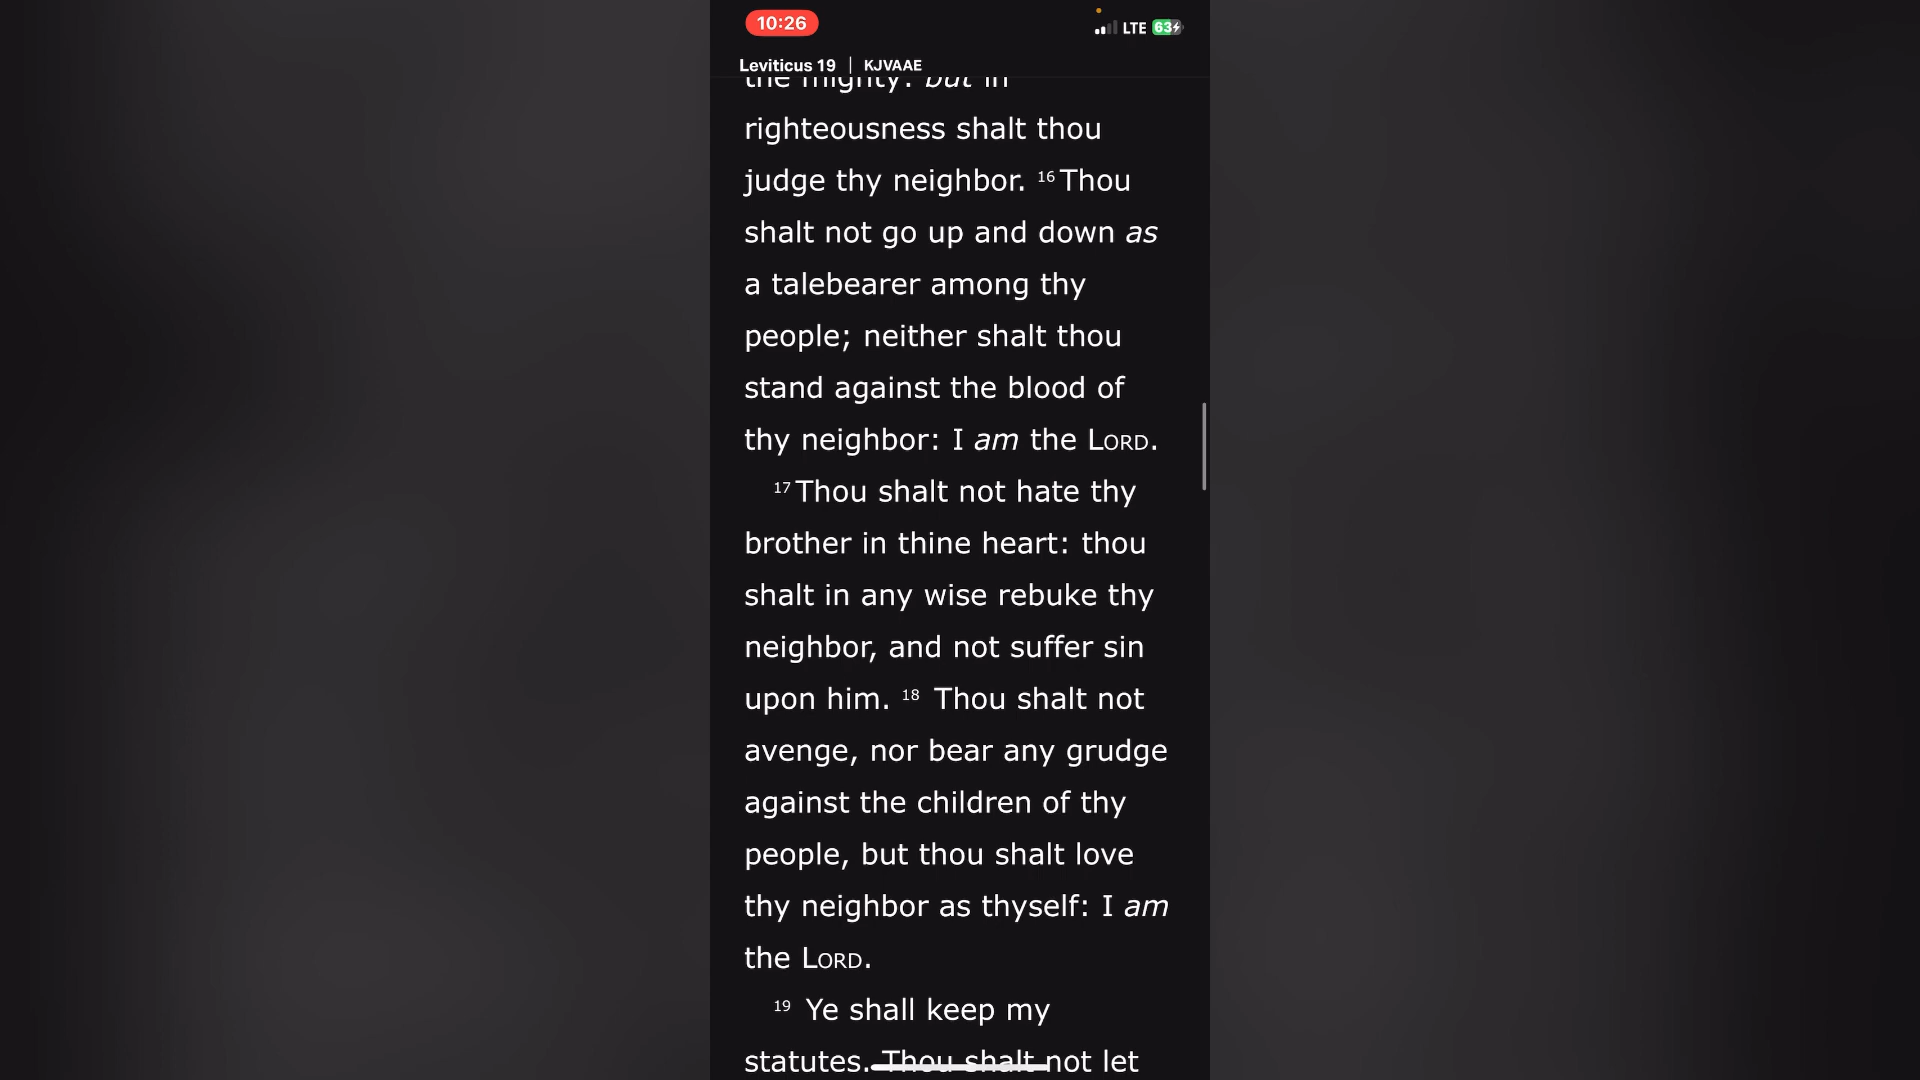 10:26
LTE 63
Leviticus 19 | KJVAAE
the mighty: but in
righteousness shalt thou
judge thy neighbor. 16 Thou
shalt not go up and down as
a talebearer among thy
people; neither shalt thou
stand against the blood of
thy neighbor: I am the LORD.
17 Thou shalt not hate thy
brother in thine heart: thou
shalt in any wise rebuke thy
neighbor, and not suffer sin
upon him. 18 Thou shalt not
avenge, nor bear any grudge
against the children of thy
people, but thou shalt love
thy neighbor as thyself: I am
the LORD.
19 Ye shall keep my
statutes. Thou shalt not let